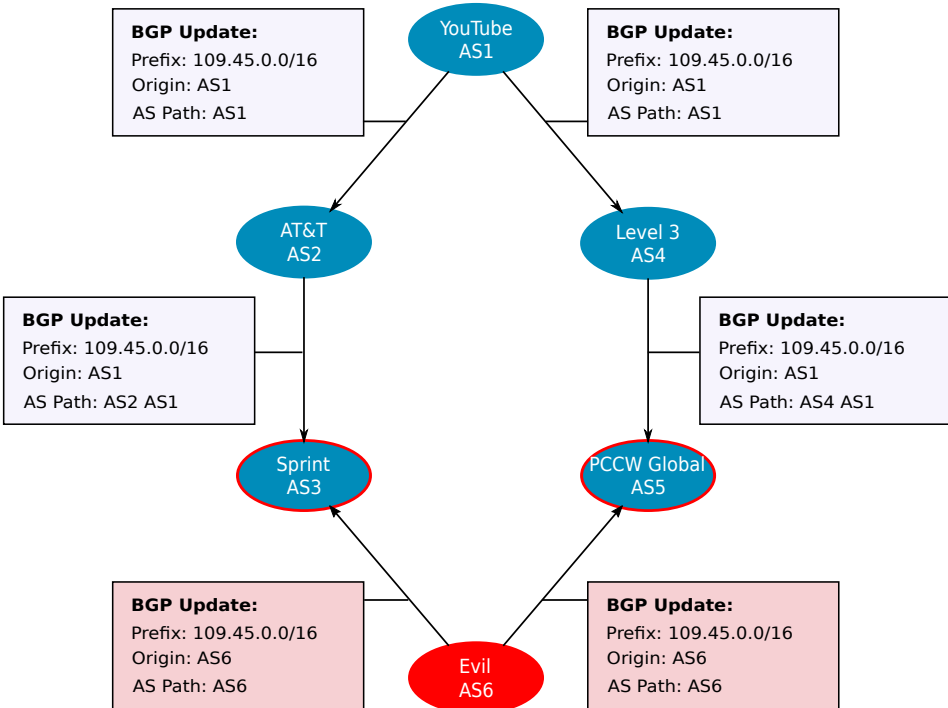 YouTube
AS1
BGP Update:
Prefix: 109.45.0.0/16
Origin: AS1
AS Path: AS1
BGP Update:
Prefix: 109.45.0.0/16
Origin: AS1
AS Path: AS1
AT&T
AS2
Level 3
AS4
BGP Update:
Prefix: 109.45.0.0/16
Origin: AS1
AS Path: AS2 AS1
BGP Update:
Prefix: 109.45.0.0/16
Origin: AS1
AS Path: AS4 AS1
Sprint
AS3
PCCW Global
AS5
BGP Update:
Prefix: 109.45.0.0/16
Origin: AS6
AS Path: AS6
BGP Update:
Prefix: 109.45.0.0/16
Origin: AS6
AS Path: AS6
Evil
AS6